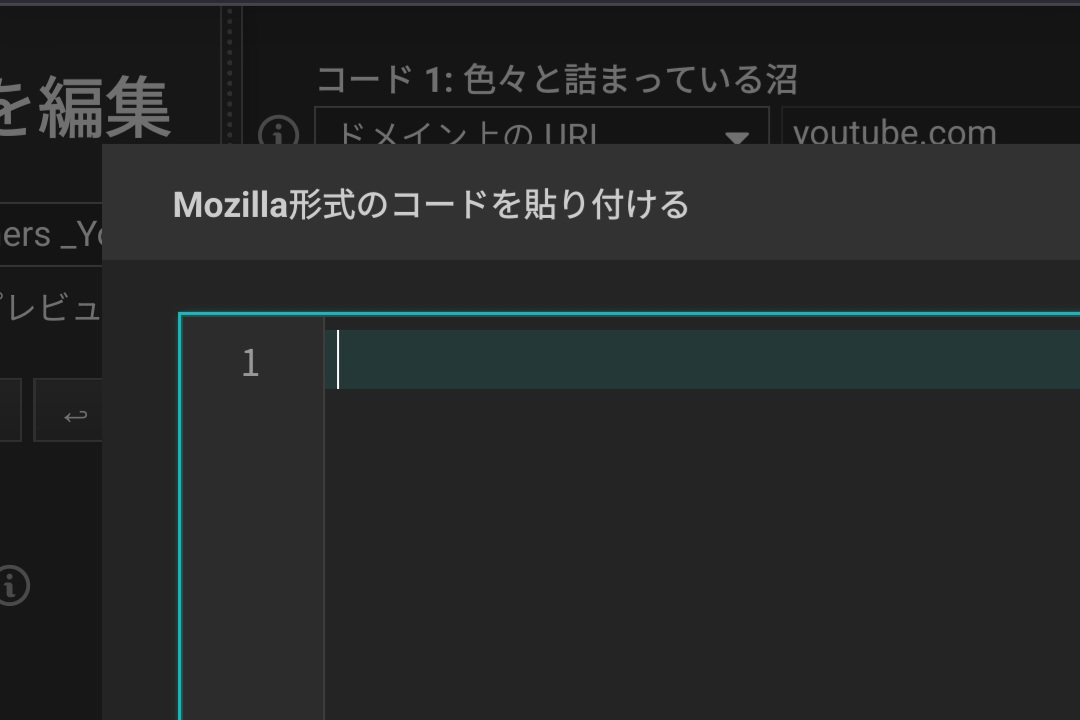 を編集
コード 1: 色々と詰まっている沼
ドメイン上の URL
youtube.com
Mozilla形式のコードを貼り付ける
ers _Yo
プレビュ
1